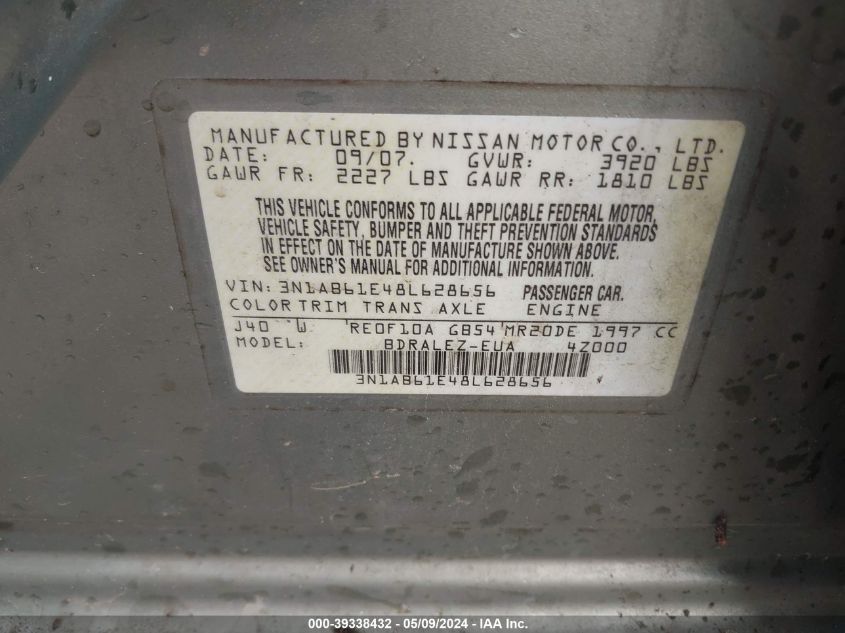 MANUFACTURED BY NISSAN MOTOR CO., LTD.
DATE: 09/07. GVWR: 3920 LBS
GAWR FR: 2227 LBS GAWR RR: 1810 LBS
THIS VEHICLE CONFORMS TO ALL APPLICABLE FEDERAL MOTOR
VEHICLE SAFETY, BUMPER AND THEFT PREVENTION STANDARDS
IN EFFECT ON THE DATE OF MANUFACTURE SHOWN ABOVE.
SEE OWNER'S MANUAL FOR ADDITIONAL INFORMATION.
VIN: 3N1AB61E48L628656 PASSENGER CAR.
COLOR TRIM TRANS AXLE ENGINE
J40 W RE0F10A GB54 MR20DE 1997 CC
MODEL: BDRALEZ-EUA 4Z000
3N1AB61E48L628656
000-39338432 - 05/09/2024 - IAA Inc.